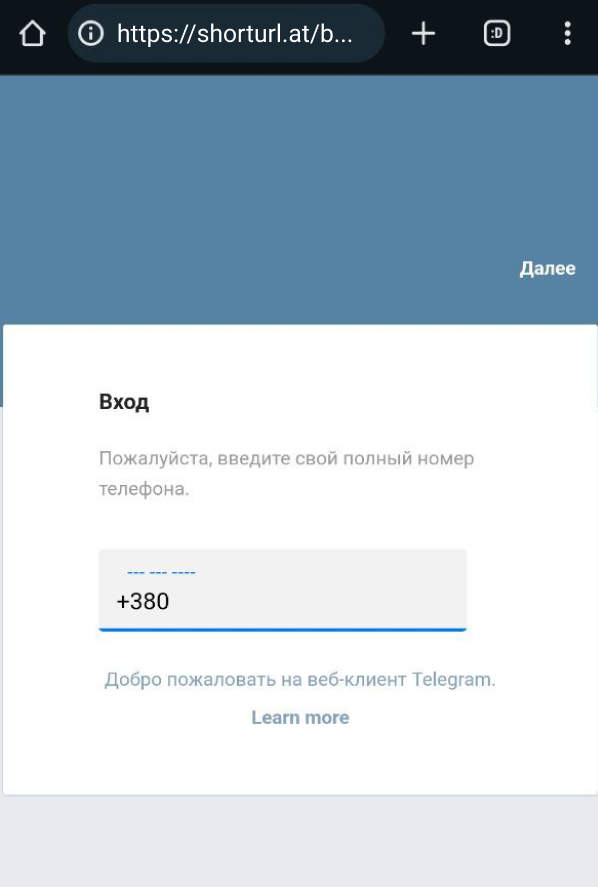 https://shorturl.at/b...
:D
Далее
Вход
Пожалуйста, введите свой полный номер
телефона.
--- --- ----
+380
Добро пожаловать на веб-клиент Telegram.
Learn more